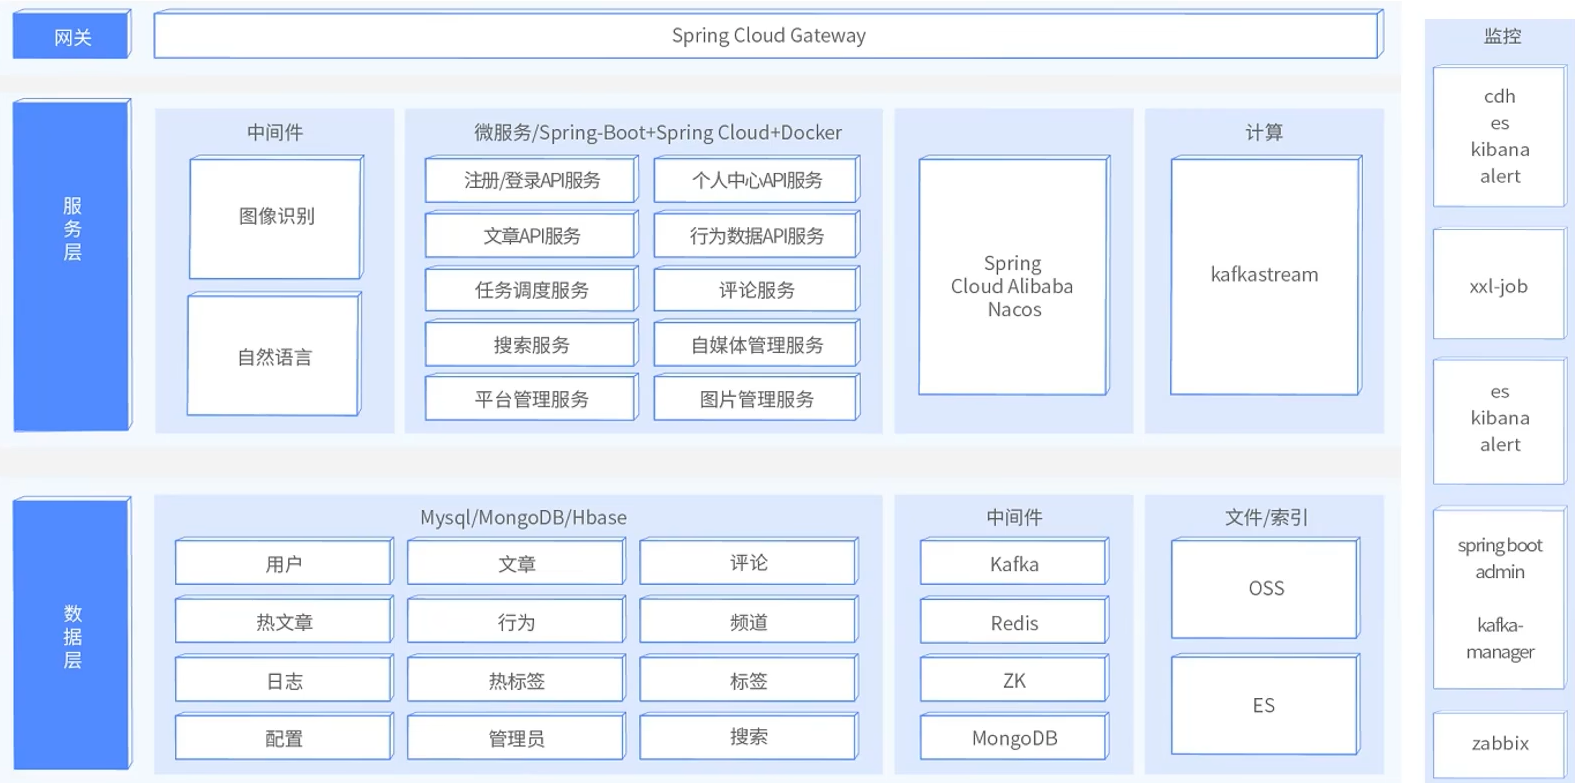 网关
Spring Cloud Gateway
服
务
层
中间件
图像识别
自然语言
微服务/Spring-Boot+Spring Cloud+Docker
注册/登录API服务
个人中心API服务
文章API服务
行为数据API服务
任务调度服务
评论服务
搜索服务
自媒体管理服务
平台管理服务
图片管理服务
Spring
Cloud Alibaba
Nacos
计算
kafkastream
数
据
层
Mysql/MongoDB/Hbase
用户
文章
评论
热文章
行为
频道
日志
热标签
标签
配置
管理员
搜索
中间件
Kafka
Redis
ZK
MongoDB
文件/索引
OSS
ES
监控
cdh
es
kibana
alert
xxl-job
es
kibana
alert
spring boot
admin
kafka-
manager
zabbix